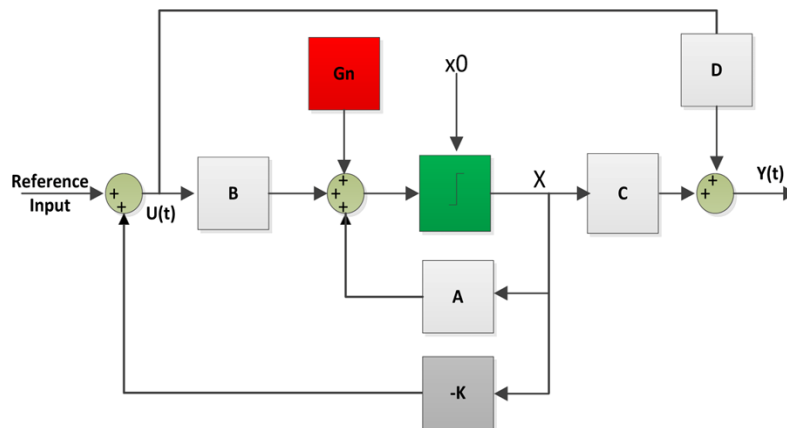 Gn
x0
D
Reference
Input
+
+
U(t)
B
+
+
+
X
C
+
+
Y(t)
A
-K